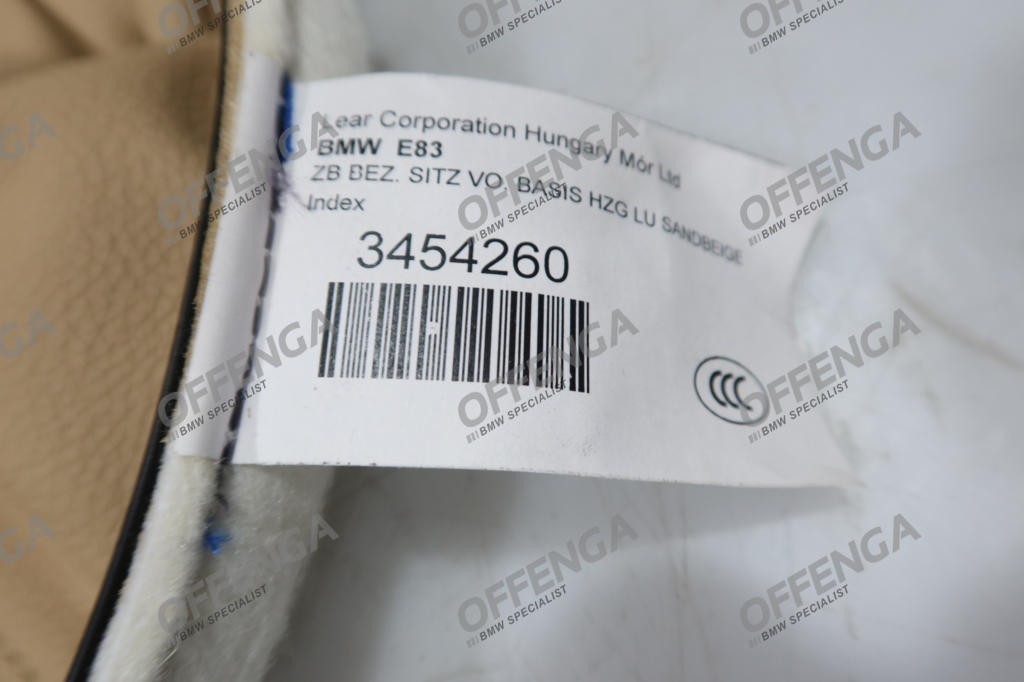 Lear Corporation Hungary Mór Ltd
BMW E83
ZB BEZ. SITZ VO. BASIS HZG LU SANDBEIGE
Index
3454260
CCC
OFFENGA
BMW SPECIALIST